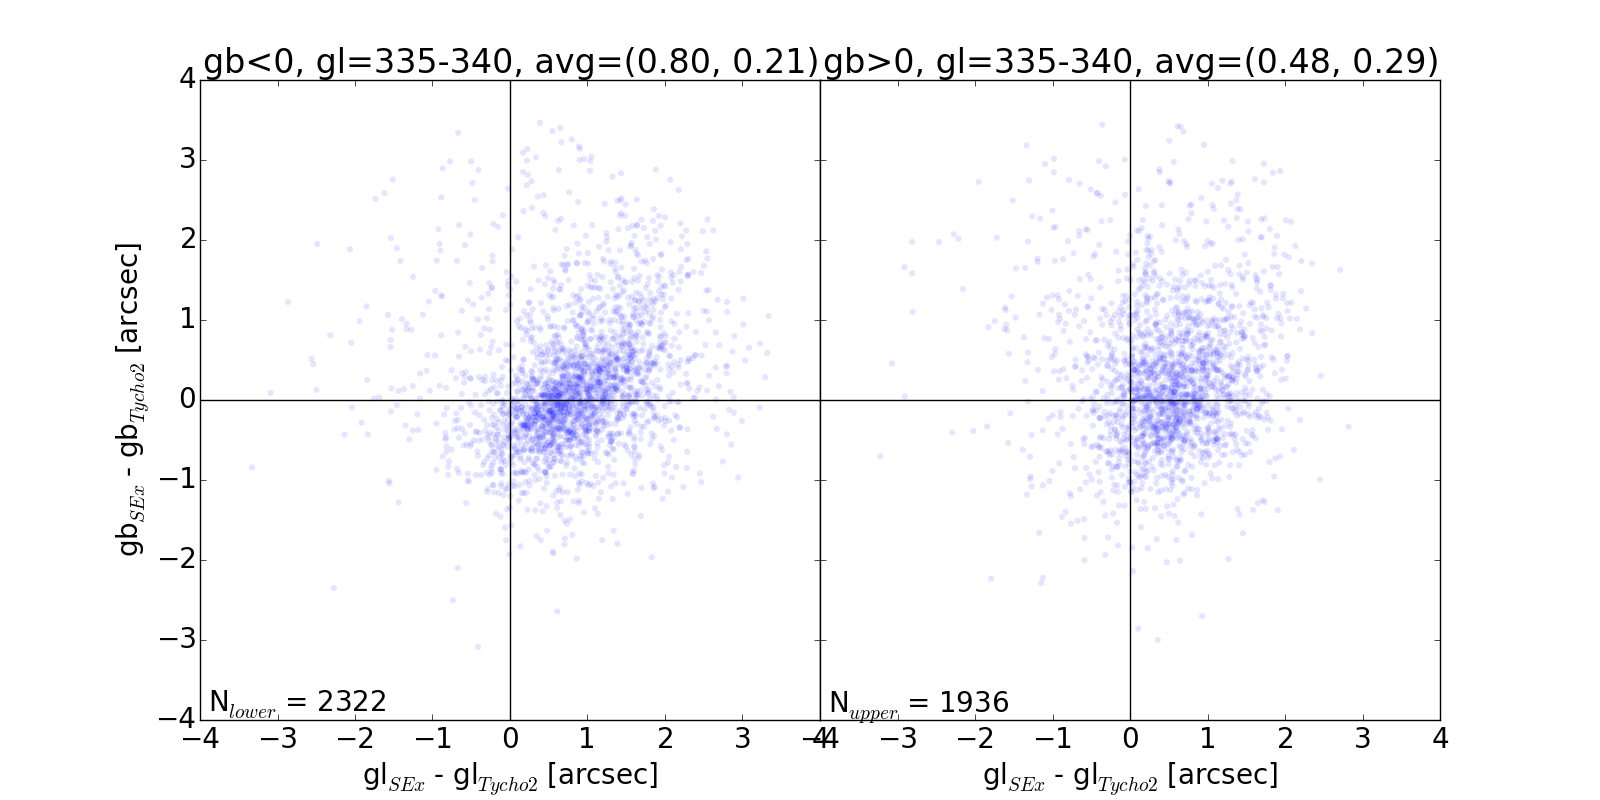 gb<0, gl=335-340, avg=(0.80, 0.21)
gb>0, gl=335-340, avg=(0.48, 0.29)
4
3
2
1
0
−1
−2
−3
−4
gb_SEx - gb_Tycho2 [arcsec]
N_lower = 2322
N_upper = 1936
−4 −3 −2 −1 0 1 2 3 4
−4 −3 −2 −1 0 1 2 3 4
gl_SEx - gl_Tycho2 [arcsec]
gl_SEx - gl_Tycho2 [arcsec]